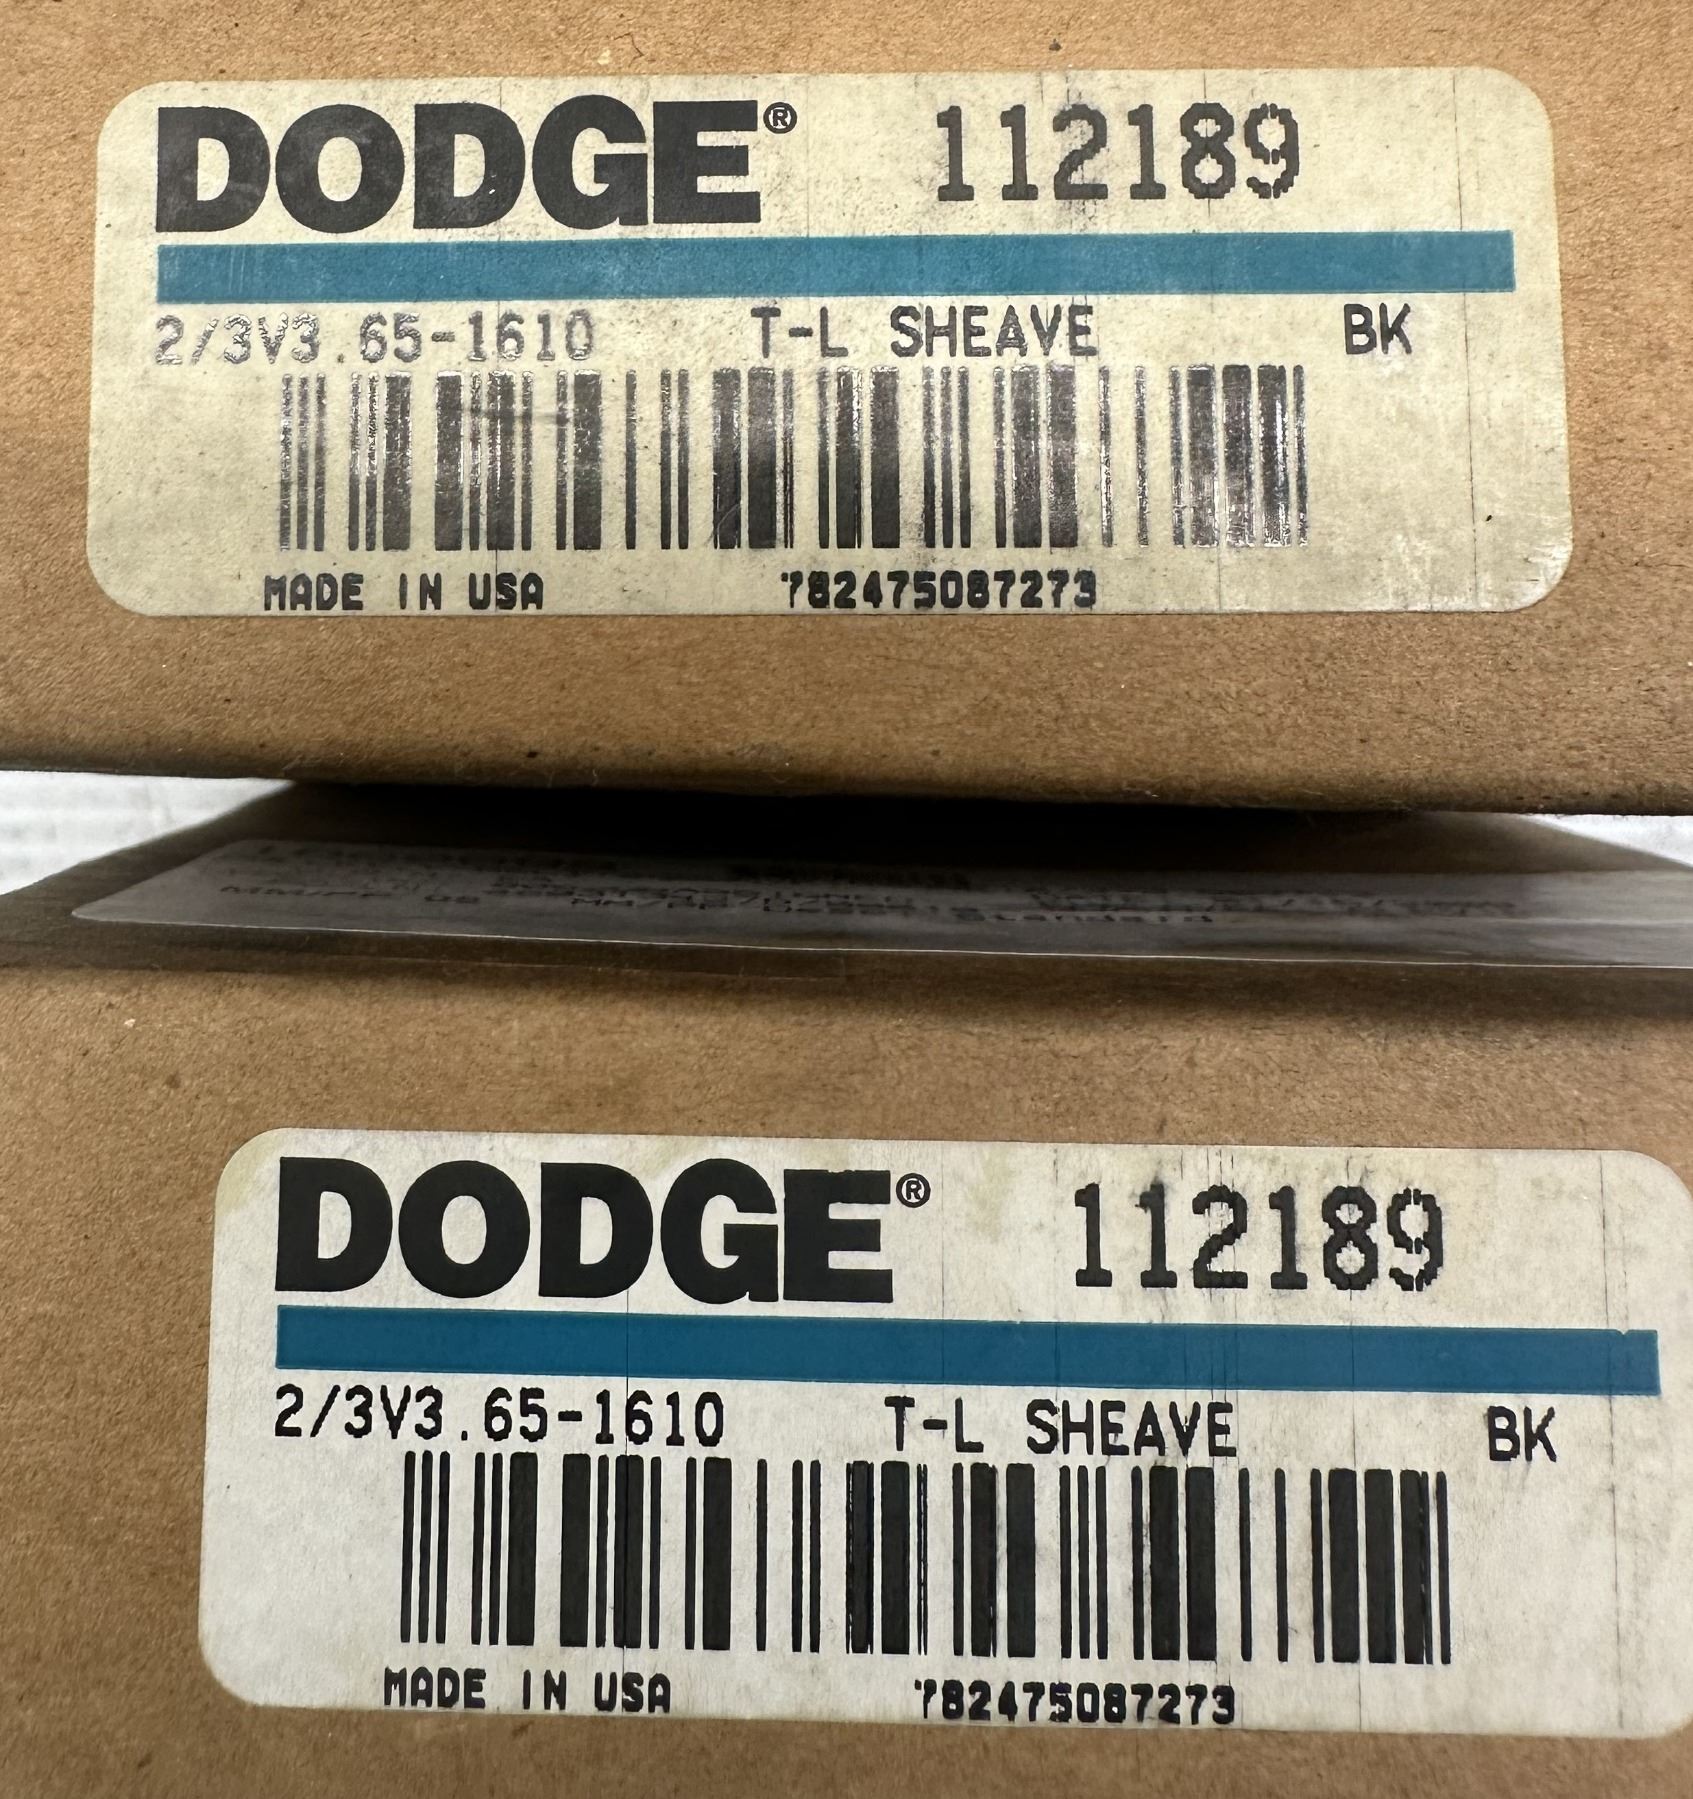 DODGE® 112189
2/3V3.65-1610 T-L SHEAVE BK
MADE IN USA 782475087273
DODGE® 112189
2/3V3.65-1610 T-L SHEAVE BK
MADE IN USA 782475087273